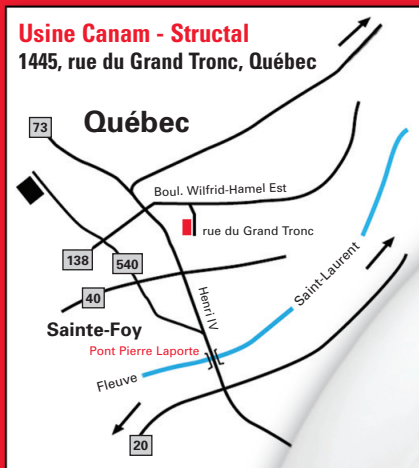 Usine Canam - Structal
1445, rue du Grand Tronc, Québec
73
Québec
Boul. Wilfrid-Hamel Est
rue du Grand Tronc
138
540
40
Henri IV
Saint-Laurent
Sainte-Foy
Pont Pierre Laporte
Fleuve
20